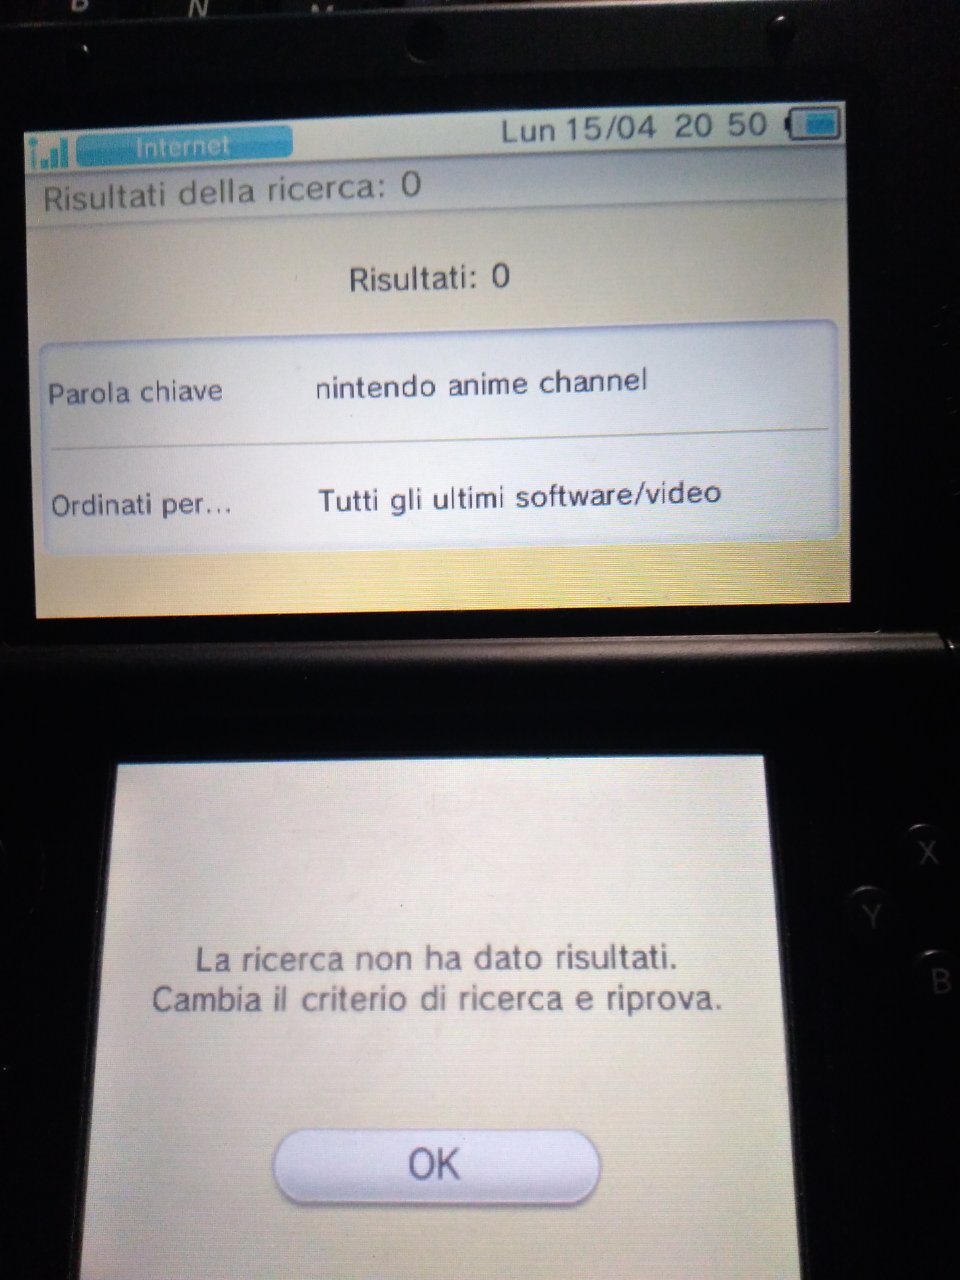 B N M
Internet
Lun 15/04 20 50
Risultati della ricerca: 0
Risultati: 0
Parola chiave nintendo anime channel
Ordinati per... Tutti gli ultimi software/video
La ricerca non ha dato risultati.
Cambia il criterio di ricerca e riprova.
OK
X
Y
B